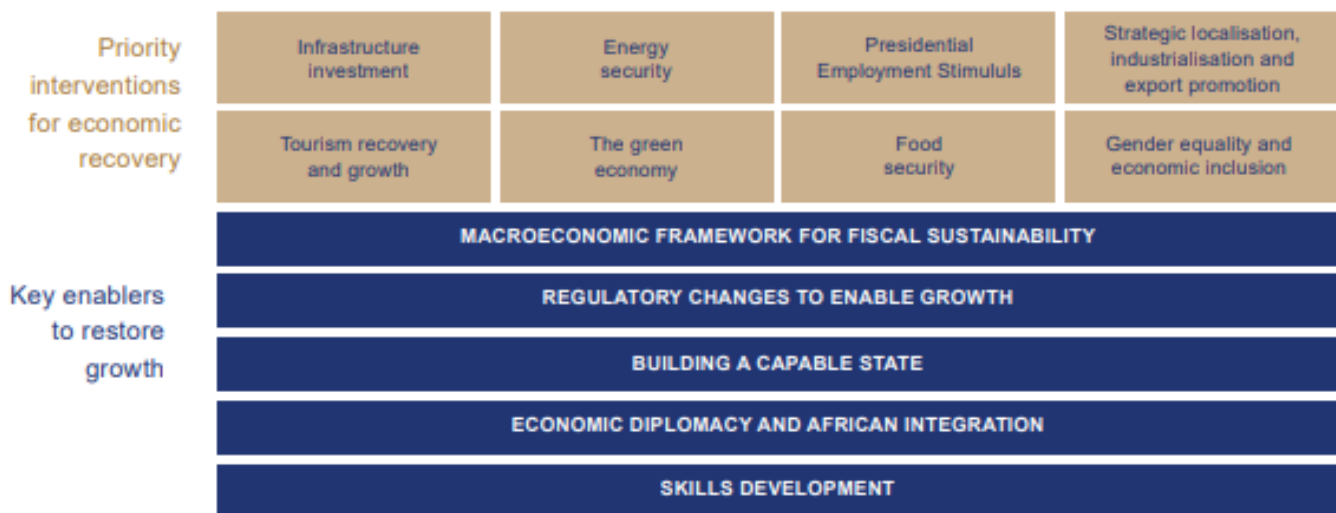 Priority
interventions
for economic
recovery
Infrastructure
investment
Energy
security
Presidential
Employment Stimululs
Strategic localisation,
industrialisation and
export promotion
Tourism recovery
and growth
The green
economy
Food
security
Gender equality and
economic inclusion
Key enablers
to restore
growth
MACROECONOMIC FRAMEWORK FOR FISCAL SUSTAINABILITY
REGULATORY CHANGES TO ENABLE GROWTH
BUILDING A CAPABLE STATE
ECONOMIC DIPLOMACY AND AFRICAN INTEGRATION
SKILLS DEVELOPMENT